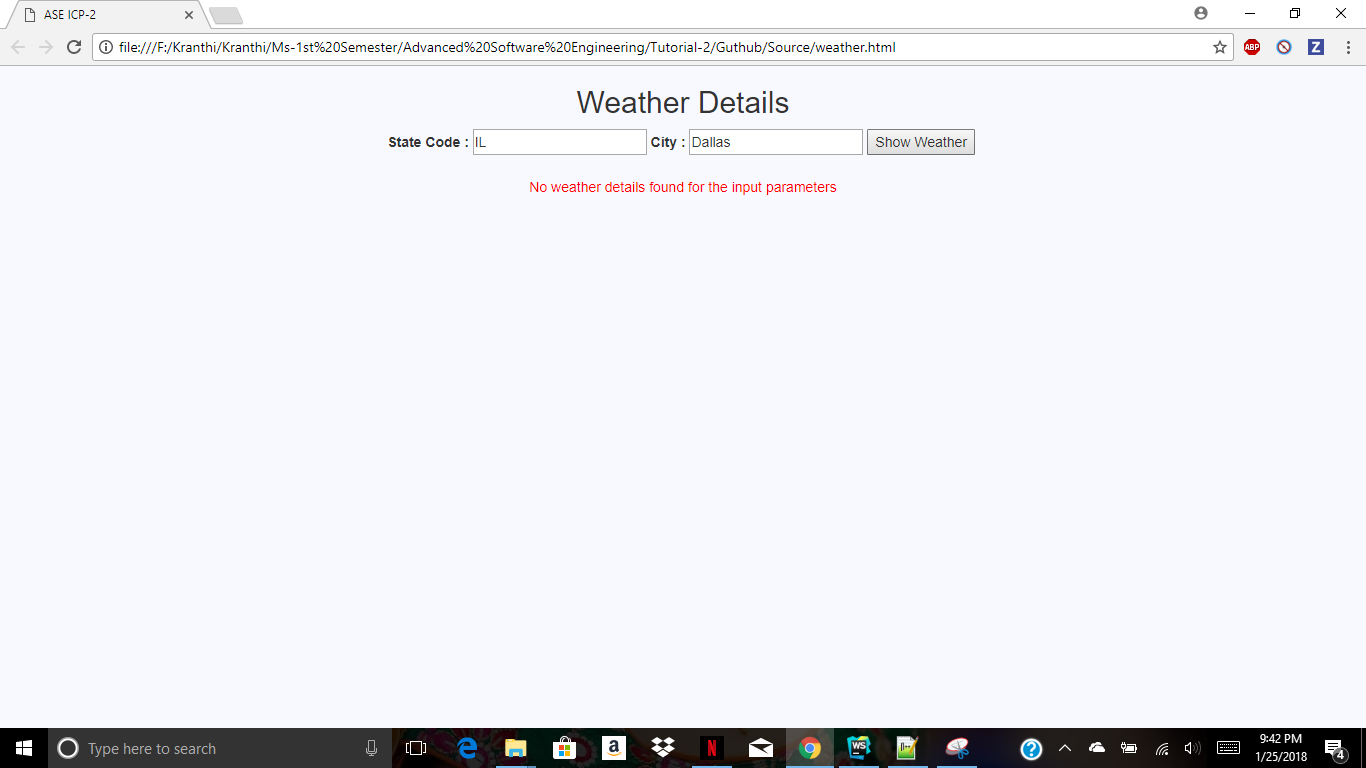 ASE ICP-2
file:///F:/Kranthi/Kranthi/Ms-1st%20Semester/Advanced%20Software%20Engineering/Tutorial-2/Guthub/Source/weather.html
ABP
Z
Weather Details
State Code : IL City : Dallas Show Weather
No weather details found for the input parameters
Type here to search
a
N
WS
?
9:42 PM
1/25/2018
4